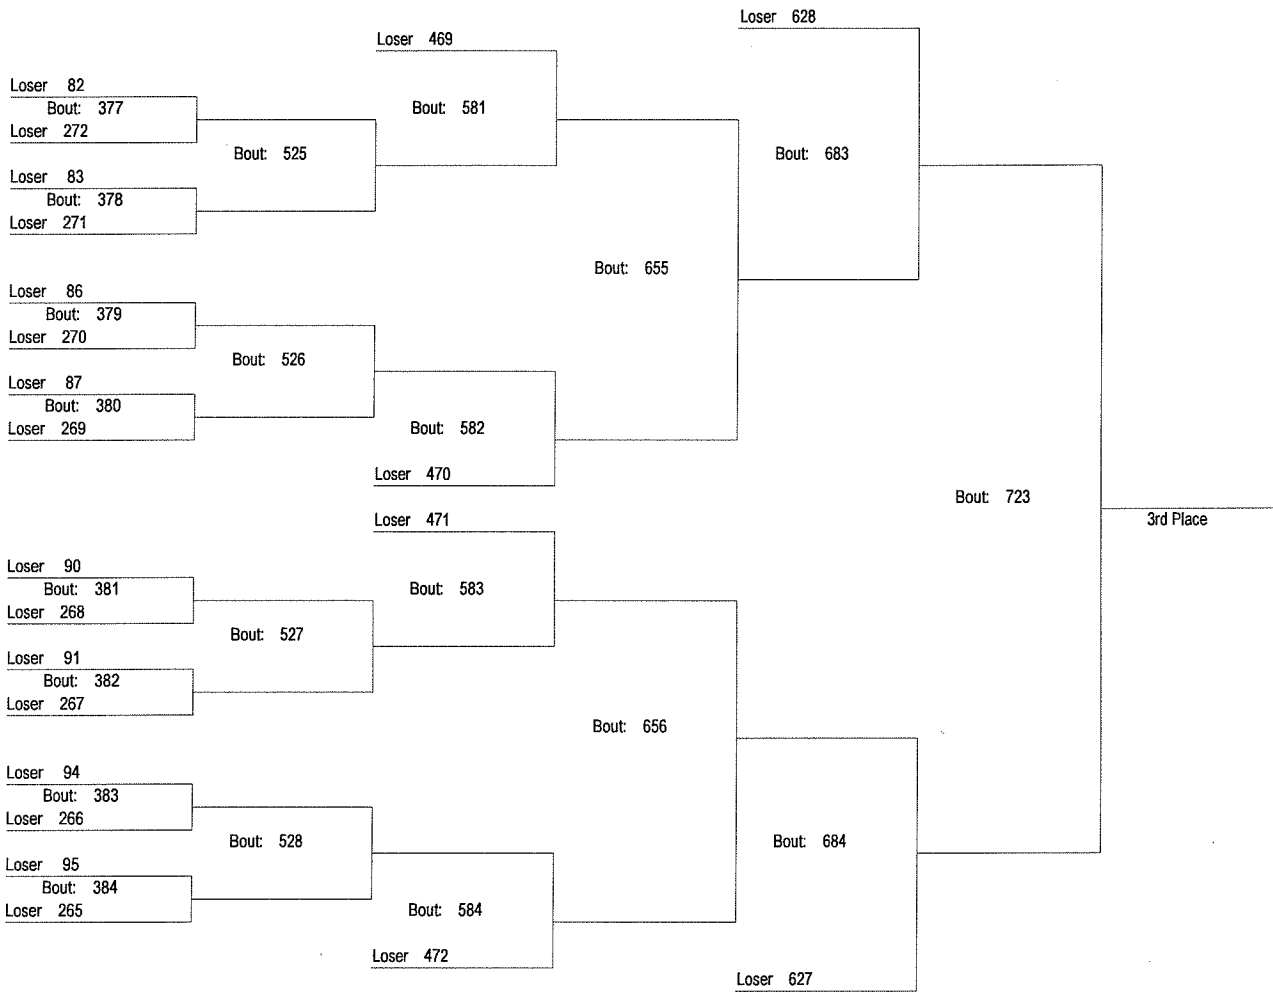 Loser 628
Loser 469
Loser 82
Bout: 377
Bout: 581
Loser 272
Bout: 525
Bout: 683
Loser 83
Bout: 378
Loser 271
Bout: 655
Loser 86
Bout: 379
Loser 270
Bout: 526
Loser 87
Bout: 380
Loser 269
Bout: 582
Loser 470
Bout: 723
Loser 471
3rd Place
Loser 90
Bout: 381
Bout: 583
Loser 268
Bout: 527
Loser 91
Bout: 382
Loser 267
Bout: 656
Loser 94
Bout: 383
Loser 266
Bout: 528
Bout: 684
Loser 95
Bout: 384
Loser 265
Bout: 584
Loser 472
Loser 627